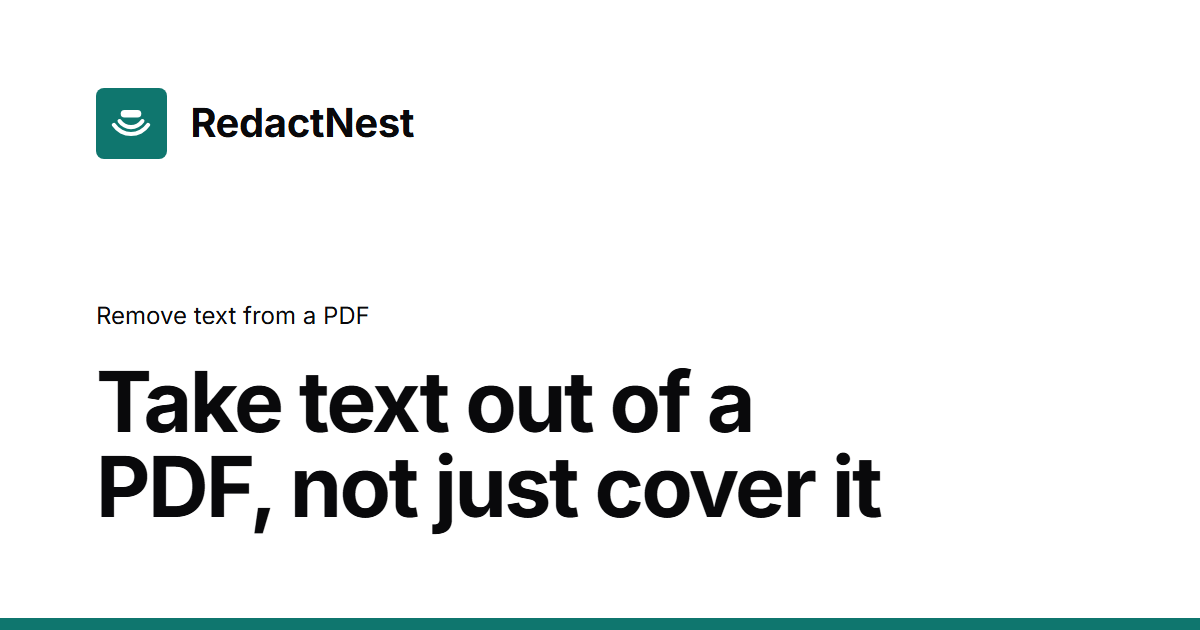 RedactNest
Remove text from a PDF
Take text out of a
PDF, not just cover it